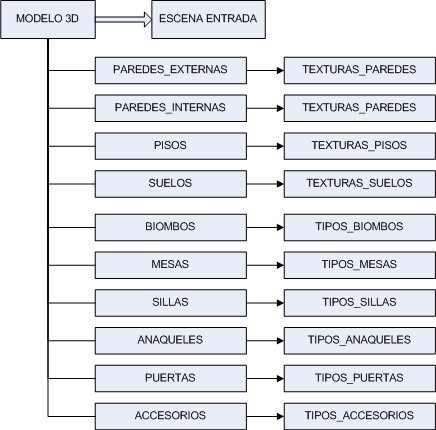 MODELO 3D
ESCENA ENTRADA
PAREDES_EXTERNAS
TEXTURAS_PAREDES
PAREDES_INTERNAS
TEXTURAS_PAREDES
PISOS
TEXTURAS_PISOS
SUELOS
TEXTURAS_SUELOS
BIOMBOS
TIPOS_BIOMBOS
MESAS
TIPOS_MESAS
SILLAS
TIPOS_SILLAS
ANAQUELES
TIPOS_ANAQUELES
PUERTAS
TIPOS_PUERTAS
ACCESORIOS
TIPOS_ACCESORIOS